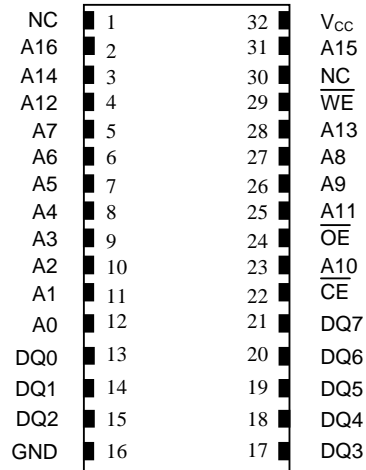 NC 1 32 VCC
A16 2 31 A15
A14 3 30 NC
A12 4 29 W̅E̅
A7 5 28 A13
A6 6 27 A8
A5 7 26 A9
A4 8 25 A11
A3 9 24 O̅E̅
A2 10 23 A10
A1 11 22 C̅E̅
A0 12 21 DQ7
DQ0 13 20 DQ6
DQ1 14 19 DQ5
DQ2 15 18 DQ4
GND 16 17 DQ3